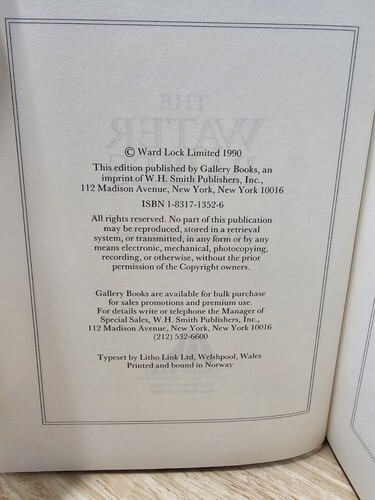 © Ward Lock Limited 1990
This edition published by Gallery Books, an
imprint of W.H. Smith Publishers, Inc.,
112 Madison Avenue, New York, New York 10016
ISBN 1-8317-1352-6
All rights reserved. No part of this publication
may be reproduced, stored in a retrieval
system, or transmitted, in any form or by any
means electronic, mechanical, photocopying,
recording, or otherwise, without the prior
permission of the Copyright owners.
Gallery Books are available for bulk purchase
for sales promotions and premium use.
For details write or telephone the Manager of
Special Sales, W.H. Smith Publishers, Inc.,
112 Madison Avenue, New York, New York 10016
(212) 532-6600
Typeset by Litho Link Ltd, Welshpool, Wales
Printed and bound in Norway